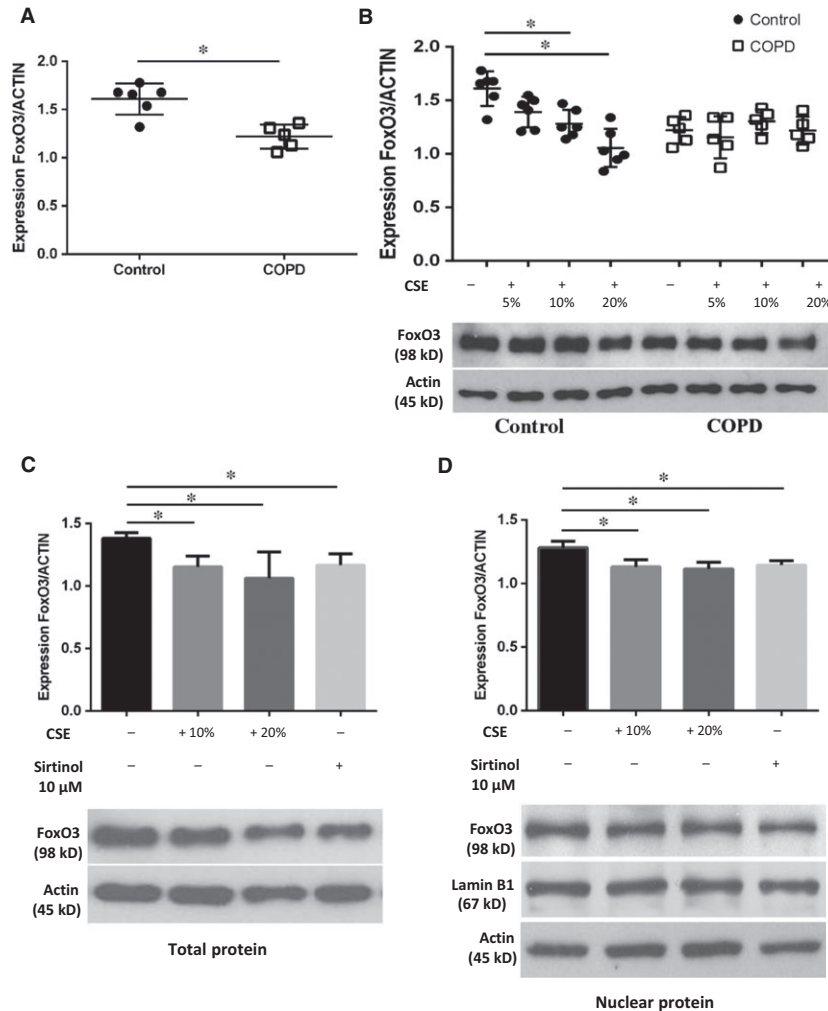 A
*
Expression FoxO3/ACTIN
2.0
1.5
1.0
0.5
0.0
Control
COPD
B
*
*
Control
COPD
Expression FoxO3/ACTIN
2.0
1.5
1.0
0.5
0.0
CSE – + + + – + + +
5% 10% 20% 5% 10% 20%
FoxO3
(98 kD)
Actin
(45 kD)
Control COPD
C
*
*
*
Expression FoxO3/ACTIN
1.5
1.0
0.5
0.0
CSE – + 10% + 20% –
Sirtinol – – – +
10 µM
FoxO3
(98 kD)
Actin
(45 kD)
Total protein
D
*
*
*
Expression FoxO3/ACTIN
1.5
1.0
0.5
0.0
CSE – + 10% + 20% –
Sirtinol – – – +
10 µM
FoxO3
(98 kD)
Lamin B1
(67 kD)
Actin
(45 kD)
Nuclear protein